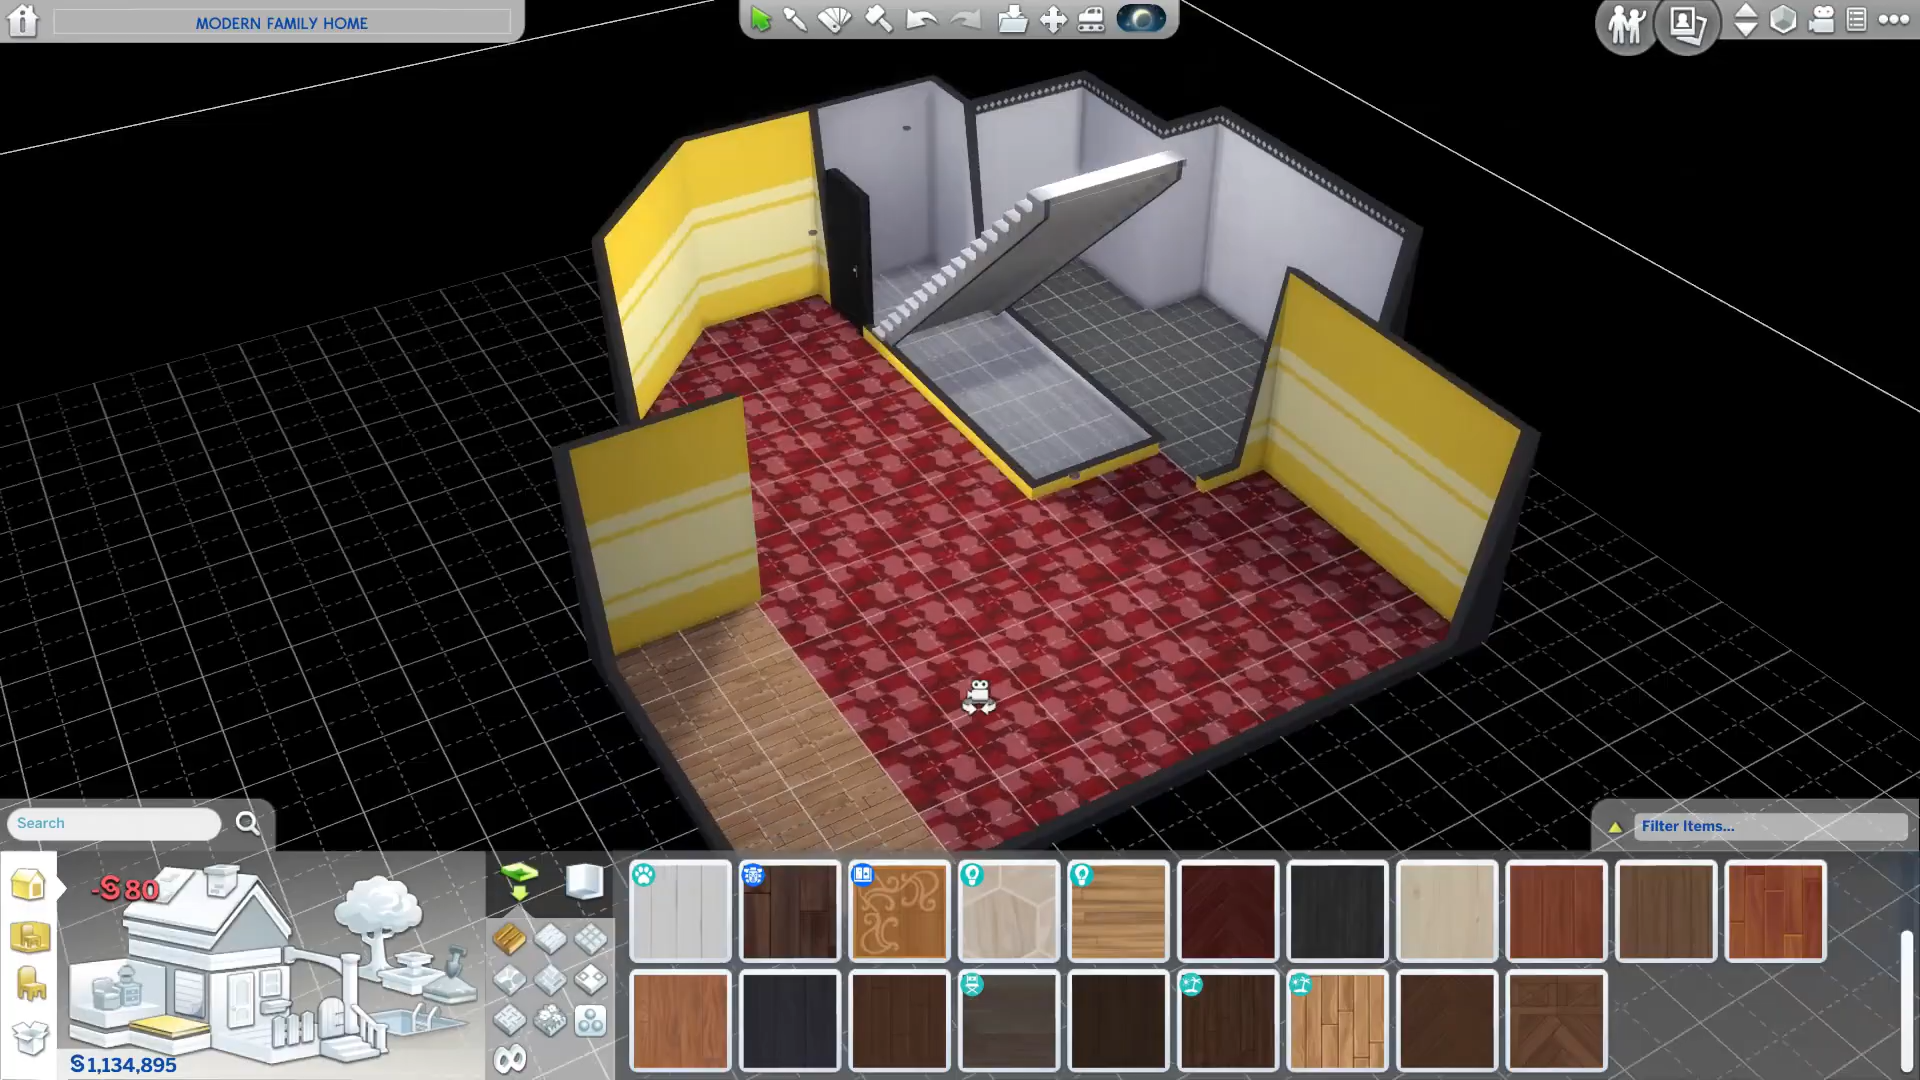 MODERN FAMILY HOME
Search
Filter Items...
-§80
§1,134,895